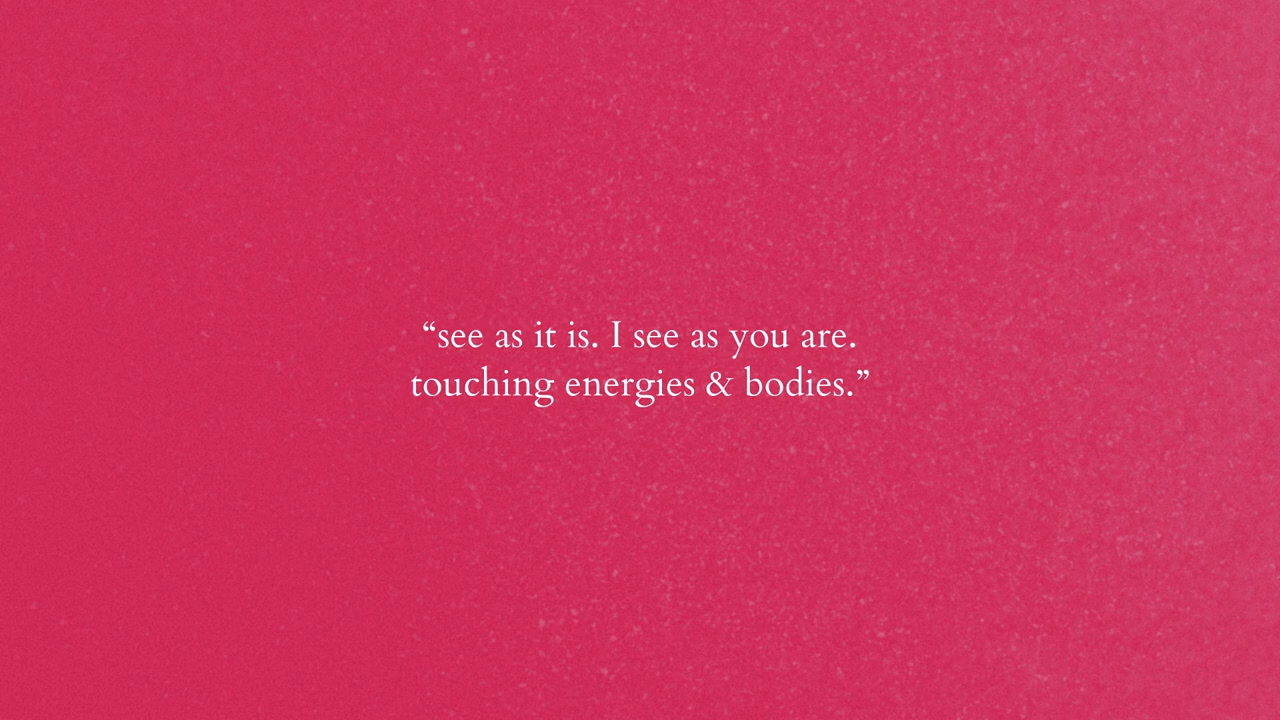 “see as it is. I see as you are.
touching energies & bodies.”